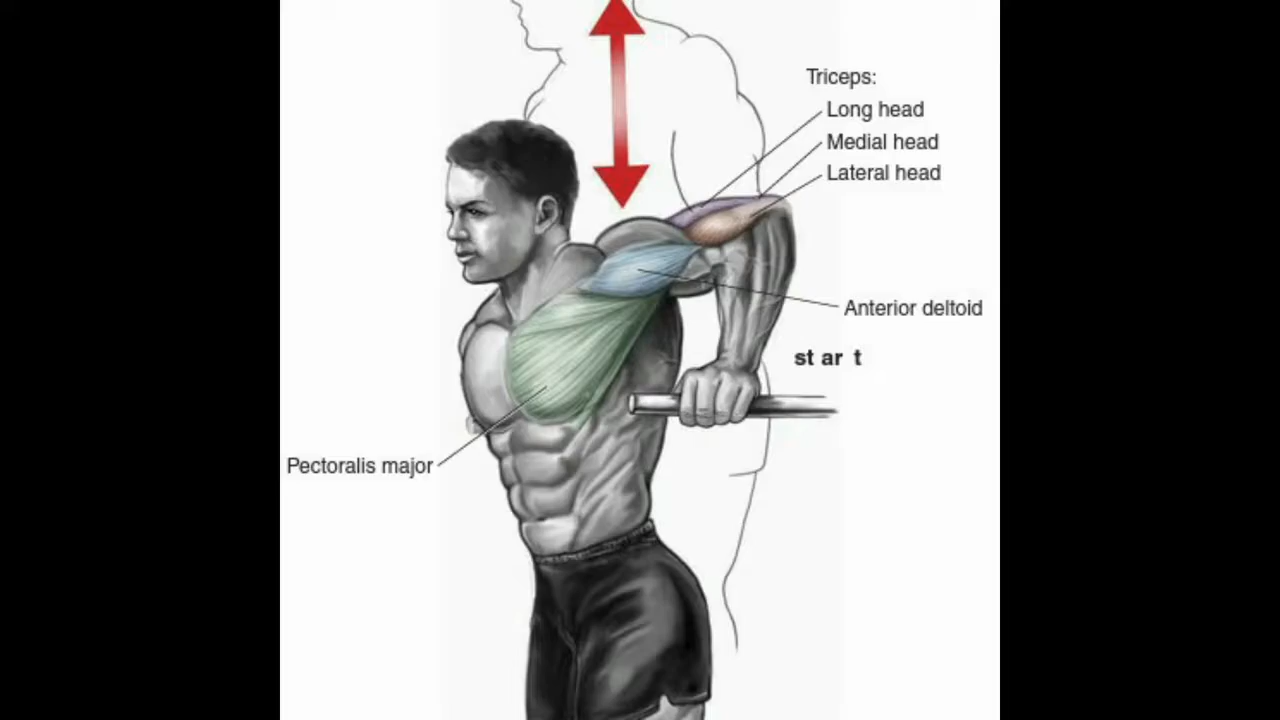 Triceps:
Long head
Medial head
Lateral head
Anterior deltoid
st ar t
Pectoralis major